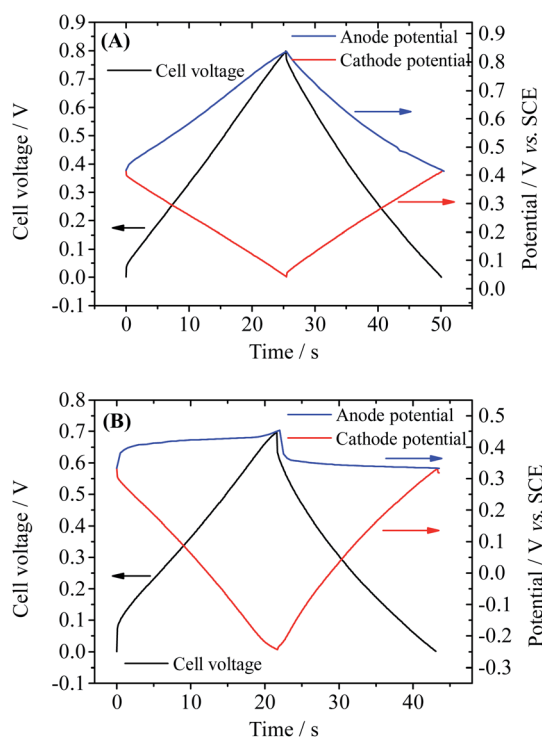 (A)
Anode potential
Cathode potential
Cell voltage
0.8
0.7
0.6
0.5
0.4
0.3
0.2
0.1
0.0
-0.1
Cell voltage / V
0.9
0.8
0.7
0.6
0.5
0.4
0.3
0.2
0.1
0.0
Potential / V vs. SCE
0 10 20 30 40 50
Time / s
(B)
Anode potential
Cathode potential
Cell voltage
0.8
0.7
0.6
0.5
0.4
0.3
0.2
0.1
0.0
-0.1
Cell voltage / V
0.5
0.4
0.3
0.2
0.1
0.0
-0.1
-0.2
-0.3
Potential / V vs. SCE
0 10 20 30 40
Time / s